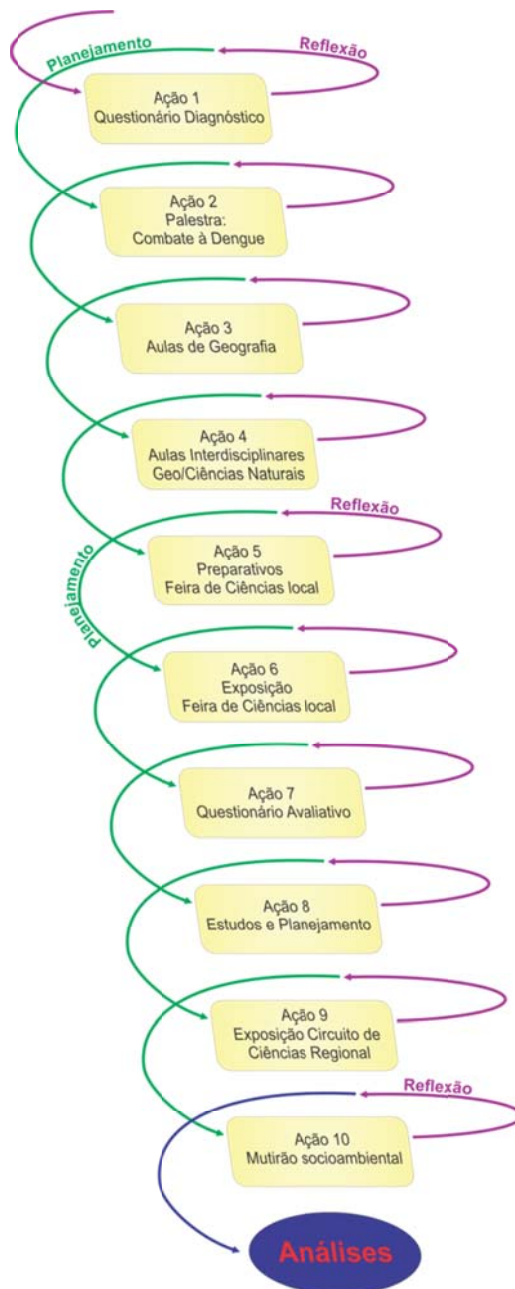 Planejamento
Reflexão
Ação 1
Questionário Diagnóstico
Ação 2
Palestra:
Combate à Dengue
Ação 3
Aulas de Geografia
Ação 4
Aulas Interdisciplinares
Geo/Ciências Naturais
Reflexão
Ação 5
Preparativos
Feira de Ciências local
Planejamento
Ação 6
Exposição
Feira de Ciências local
Ação 7
Questionário Avaliativo
Ação 8
Estudos e Planejamento
Ação 9
Exposição Circuito de
Ciências Regional
Reflexão
Ação 10
Mutirão socioambiental
Análises